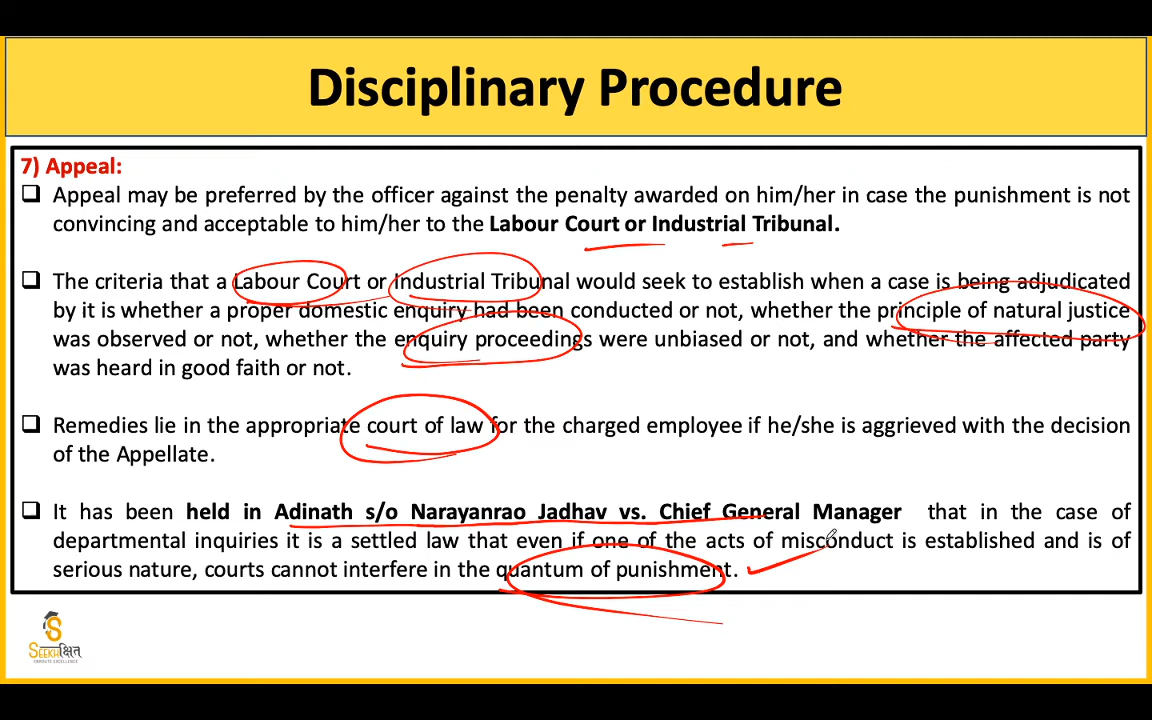 Disciplinary Procedure
7) Appeal:
❑ Appeal may be preferred by the officer against the penalty awarded on him/her in case the punishment is not
convincing and acceptable to him/her to the Labour Court or Industrial Tribunal.
❑ The criteria that a Labour Court or Industrial Tribunal would seek to establish when a case is being adjudicated
by it is whether a proper domestic enquiry had been conducted or not, whether the principle of natural justice
was observed or not, whether the enquiry proceedings were unbiased or not, and whether the affected party
was heard in good faith or not.
❑ Remedies lie in the appropriate court of law for the charged employee if he/she is aggrieved with the decision
of the Appellate.
❑ It has been held in Adinath s/o Narayanrao Jadhav vs. Chief General Manager that in the case of
departmental inquiries it is a settled law that even if one of the acts of misconduct is established and is of
serious nature, courts cannot interfere in the quantum of punishment.
SEEKHक्षित